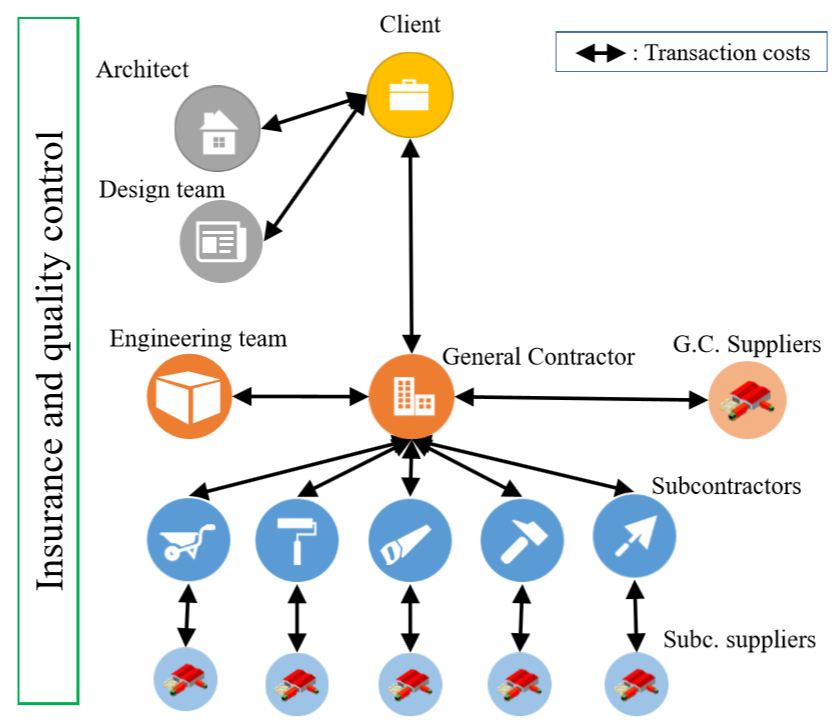 Client
: Transaction costs
Architect
Design team
Insurance and quality control
Engineering team
General Contractor
G.C. Suppliers
Subcontractors
Subc. suppliers